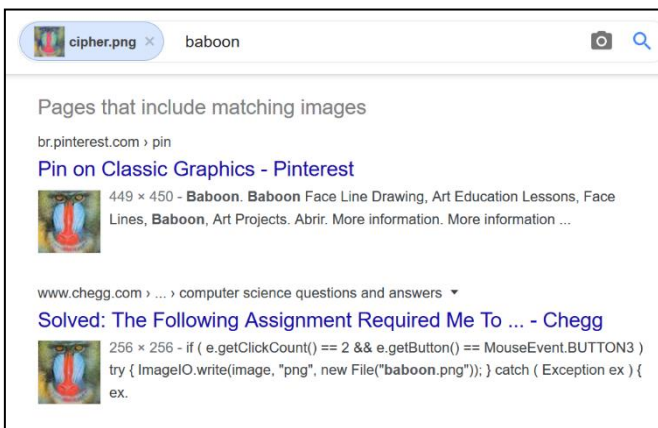 cipher.png × baboon
Pages that include matching images
br.pinterest.com › pin
Pin on Classic Graphics - Pinterest
449 × 450 - Baboon. Baboon Face Line Drawing, Art Education Lessons, Face
Lines, Baboon, Art Projects. Abrir. More information. More information ...
www.chegg.com › ... › computer science questions and answers
Solved: The Following Assignment Required Me To ... - Chegg
256 × 256 - if ( e.getClickCount() == 2 && e.getButton() == MouseEvent.BUTTON3 )
try { ImageIO.write(image, "png", new File("baboon.png")); } catch ( Exception ex ) {
ex.